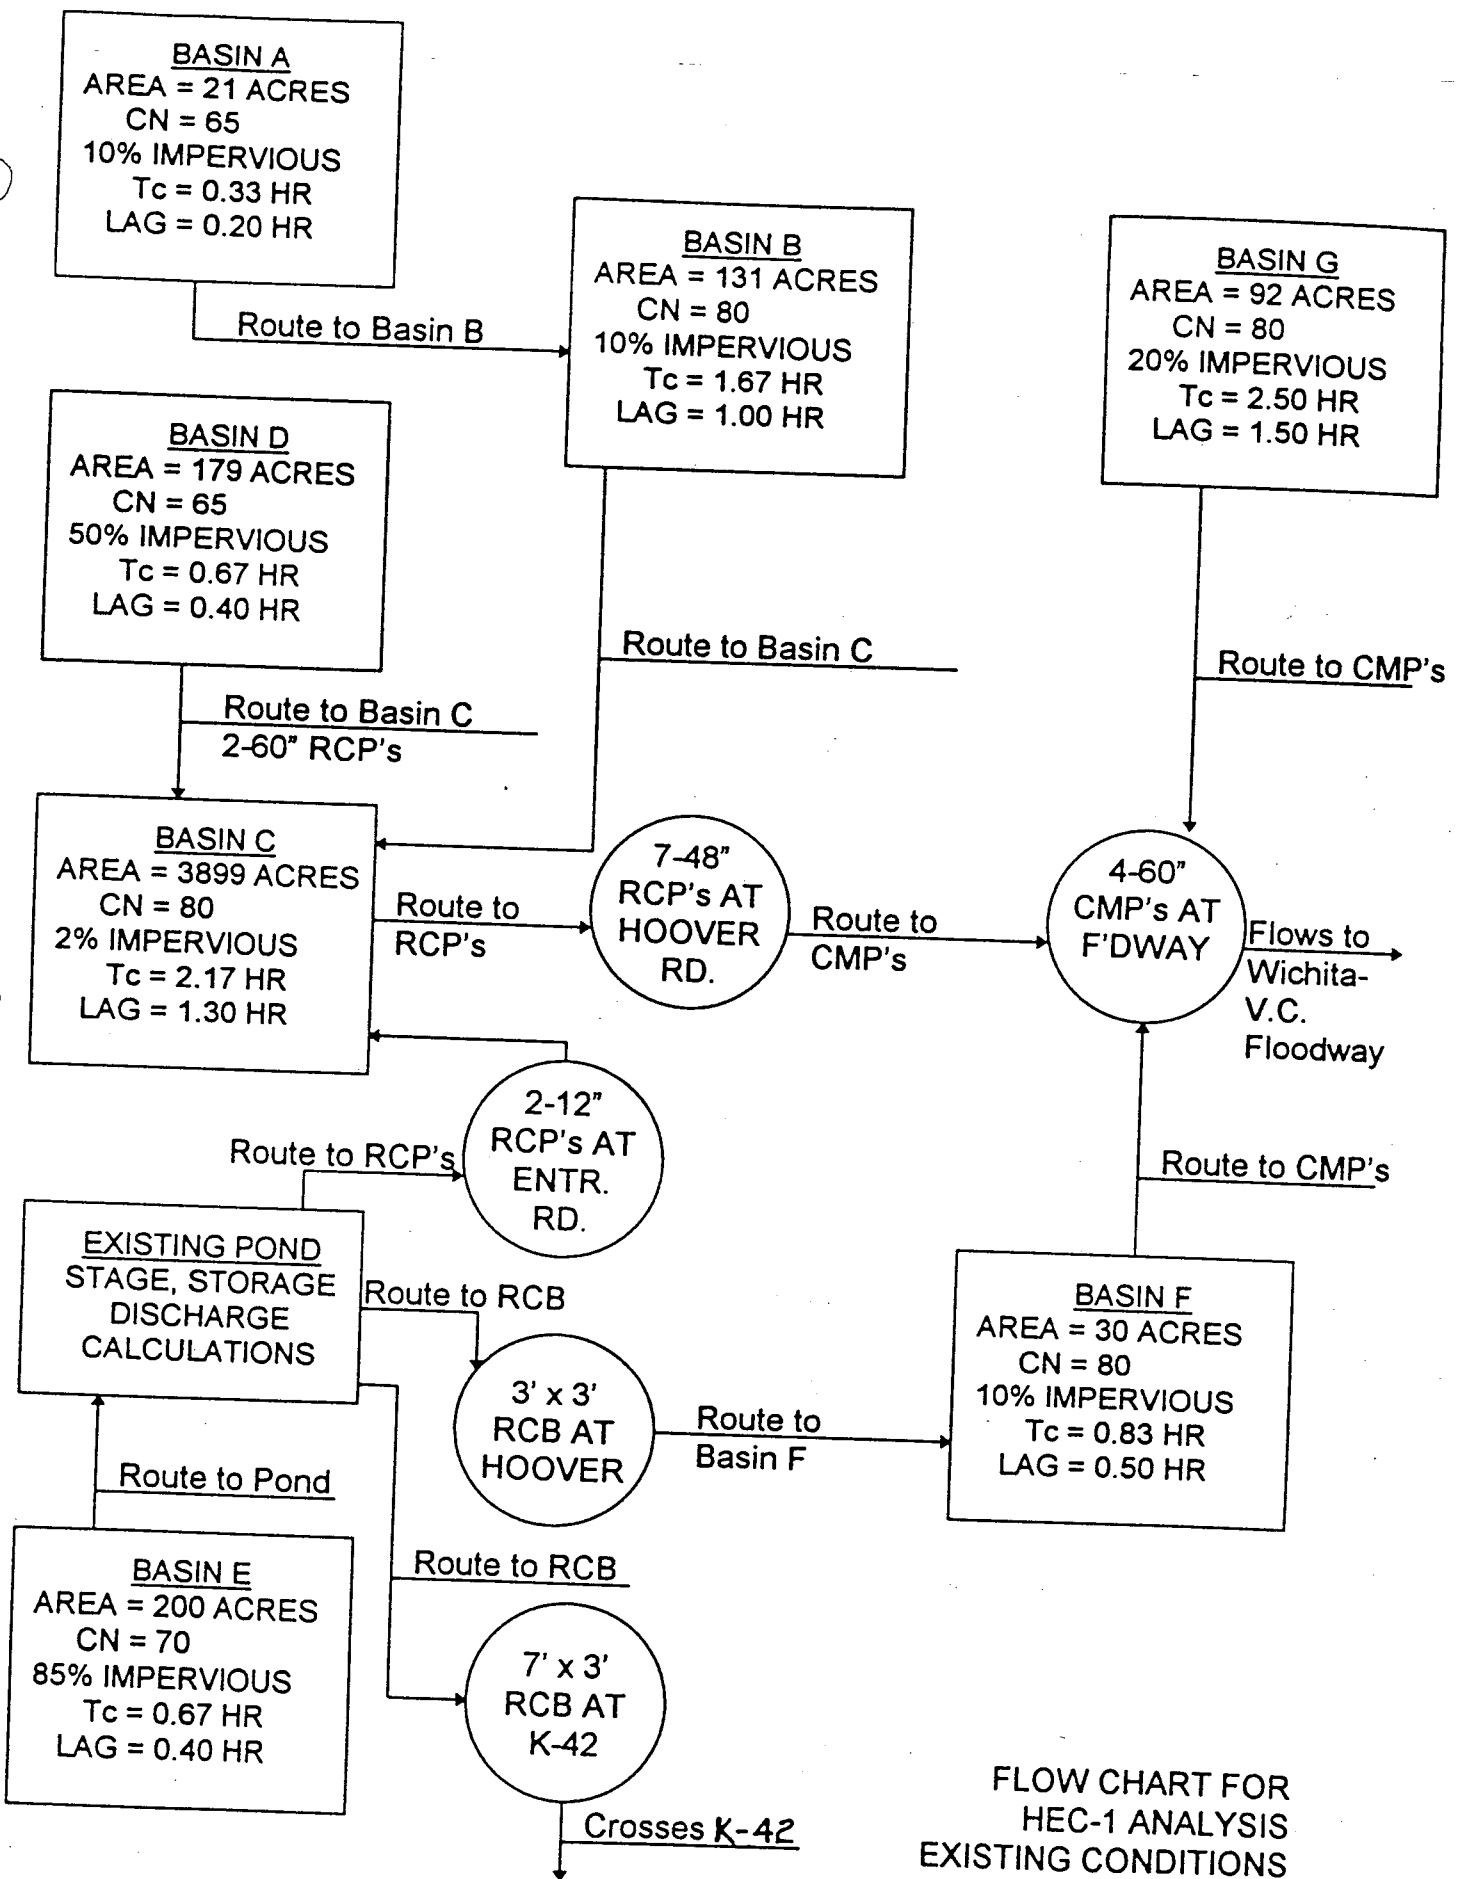 BASIN A
AREA = 21 ACRES
CN = 65
10% IMPERVIOUS
Tc = 0.33 HR
LAG = 0.20 HR
Route to Basin B
BASIN B
AREA = 131 ACRES
CN = 80
10% IMPERVIOUS
Tc = 1.67 HR
LAG = 1.00 HR
BASIN G
AREA = 92 ACRES
CN = 80
20% IMPERVIOUS
Tc = 2.50 HR
LAG = 1.50 HR
BASIN D
AREA = 179 ACRES
CN = 65
50% IMPERVIOUS
Tc = 0.67 HR
LAG = 0.40 HR
Route to Basin C
Route to CMP's
Route to Basin C
2-60" RCP's
BASIN C
AREA = 3899 ACRES
CN = 80
2% IMPERVIOUS
Tc = 2.17 HR
LAG = 1.30 HR
Route to
RCP's
7-48"
RCP's AT
HOOVER
RD.
Route to
CMP's
4-60"
CMP's AT
F'DWAY
Flows to
Wichita-
V.C.
Floodway
2-12"
RCP's AT
ENTR.
RD.
Route to RCP's
Route to CMP's
EXISTING POND
STAGE, STORAGE
DISCHARGE
CALCULATIONS
Route to RCB
3' x 3'
RCB AT
HOOVER
Route to
Basin F
BASIN F
AREA = 30 ACRES
CN = 80
10% IMPERVIOUS
Tc = 0.83 HR
LAG = 0.50 HR
Route to Pond
BASIN E
AREA = 200 ACRES
CN = 70
85% IMPERVIOUS
Tc = 0.67 HR
LAG = 0.40 HR
Route to RCB
7' x 3'
RCB AT
K-42
Crosses K-42
FLOW CHART FOR
HEC-1 ANALYSIS
EXISTING CONDITIONS